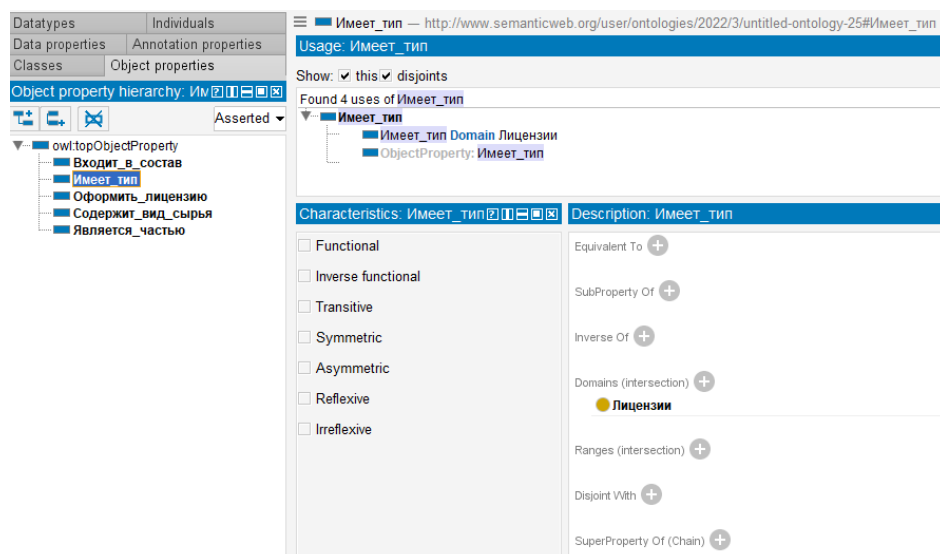 Datatypes
Individuals
Data properties
Annotation properties
Classes
Object properties
Object property hierarchy: Им
Asserted
owl:topObjectProperty
Входит_в_состав
Имеет_тип
Оформить_лицензию
Содержит_вид_сырья
Является_частью
Имеет_тип — http://www.semanticweb.org/user/ontologies/2022/3/untitled-ontology-25#Имеет_тип
Usage: Имеет_тип
Show: this disjoints
Found 4 uses of Имеет_тип
Имеет_тип
Имеет_тип Domain Лицензии
ObjectProperty: Имеет_тип
Characteristics: Имеет_тип
Functional
Inverse functional
Transitive
Symmetric
Asymmetric
Reflexive
Irreflexive
Description: Имеет_тип
Equivalent To
SubProperty Of
Inverse Of
Domains (intersection)
Лицензии
Ranges (intersection)
Disjoint With
SuperProperty Of (Chain)